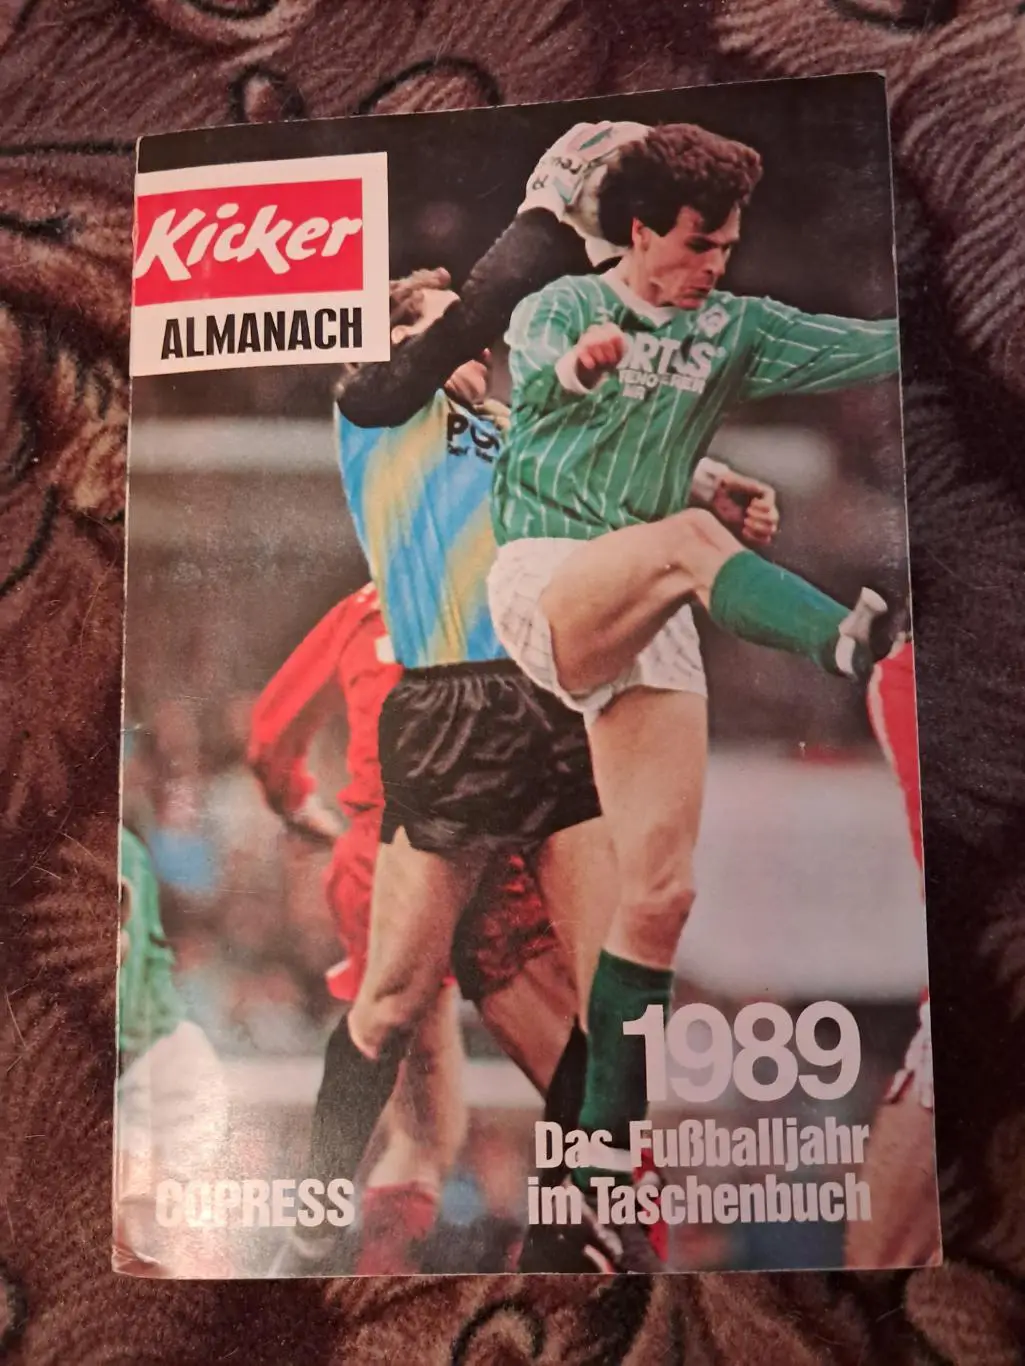 Kicker
ALMANACH
1989
Das Fußballjahr
im Taschenbuch
COPRESS